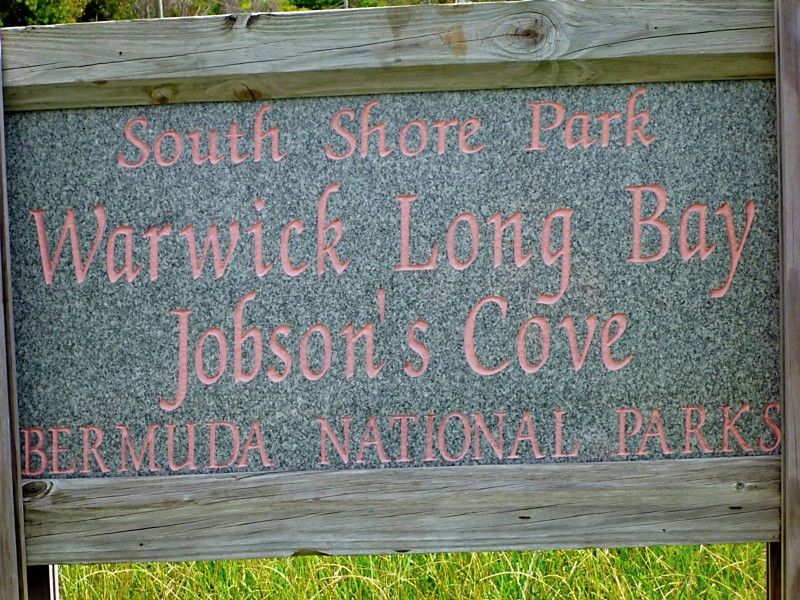 South Shore Park
Warwick Long Bay
Jobson's Cove
BERMUDA NATIONAL PARKS